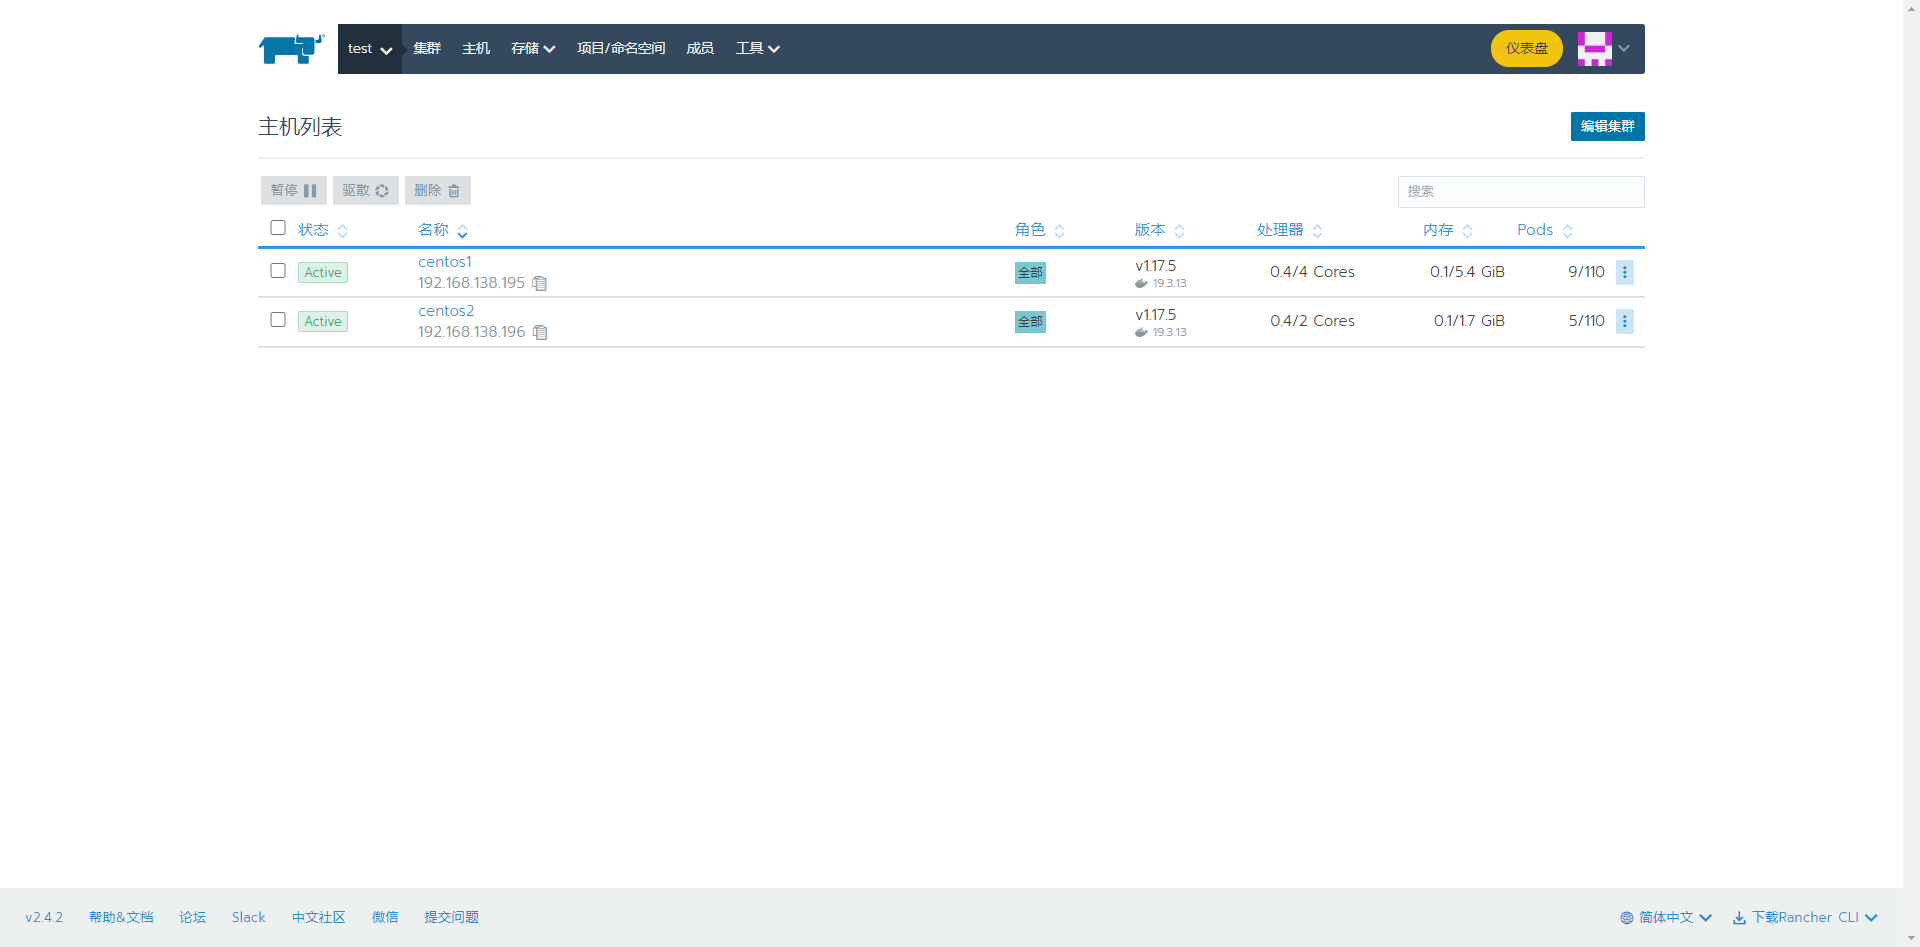 test 集群 主机 存储 项目/命名空间 成员 工具 仪表盘
主机列表 编辑集群
暂停 驱散 删除 搜索
状态 名称 角色 版本 处理器 内存 Pods
Active centos1 全部 v1.17.5 0.4/4 Cores 0.1/5.4 GiB 9/110
192.168.138.195 19.3.13
Active centos2 全部 v1.17.5 0.4/2 Cores 0.1/1.7 GiB 5/110
192.168.138.196 19.3.13
v2.4.2 帮助&文档 论坛 Slack 中文社区 微信 提交问题 简体中文 下载Rancher CLI